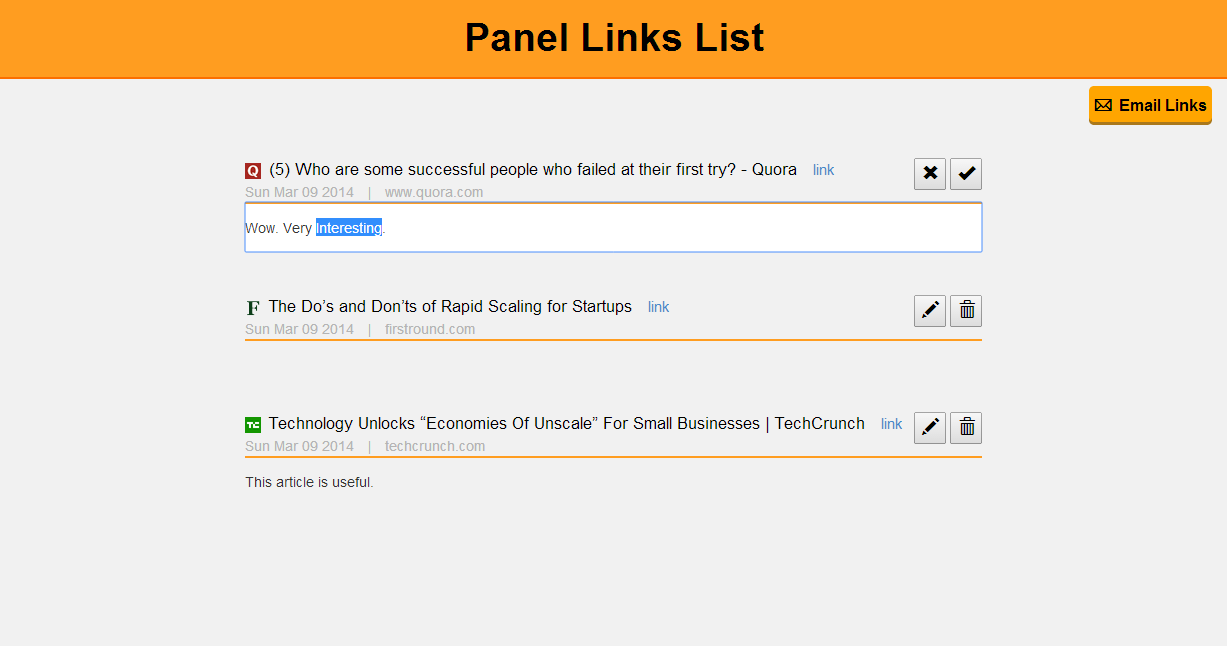 Panel Links List
Email Links
Q (5) Who are some successful people who failed at their first try? - Quora link
Sun Mar 09 2014 | www.quora.com
Wow. Very Interesting.
F The Do’s and Don’ts of Rapid Scaling for Startups link
Sun Mar 09 2014 | firstround.com
TC Technology Unlocks “Economies Of Unscale” For Small Businesses | TechCrunch link
Sun Mar 09 2014 | techcrunch.com
This article is useful.